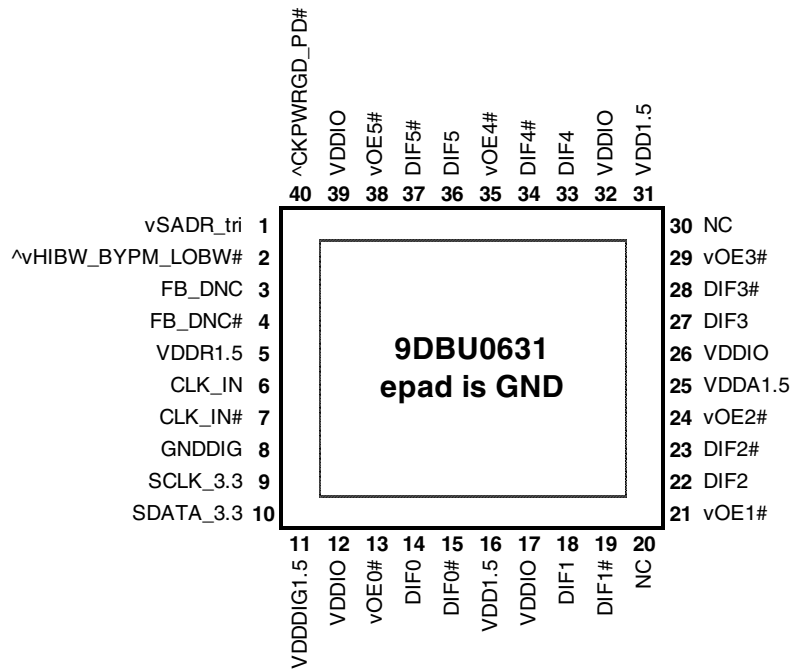 ^CKPWRGD_PD#
VDDIO
vOE5#
DIF5#
DIF5
vOE4#
DIF4#
DIF4
VDDIO
VDD1.5
40 39 38 37 36 35 34 33 32 31
vSADR_tri 1
^vHIBW_BYPM_LOBW# 2
FB_DNC 3
FB_DNC# 4
VDDR1.5 5
CLK_IN 6
CLK_IN# 7
GNDDIG 8
SCLK_3.3 9
SDATA_3.3 10
9DBU0631
epad is GND
30 NC
29 vOE3#
28 DIF3#
27 DIF3
26 VDDIO
25 VDDA1.5
24 vOE2#
23 DIF2#
22 DIF2
21 vOE1#
11 12 13 14 15 16 17 18 19 20
VDDDIG1.5
VDDIO
vOE0#
DIF0
DIF0#
VDD1.5
VDDIO
DIF1
DIF1#
NC